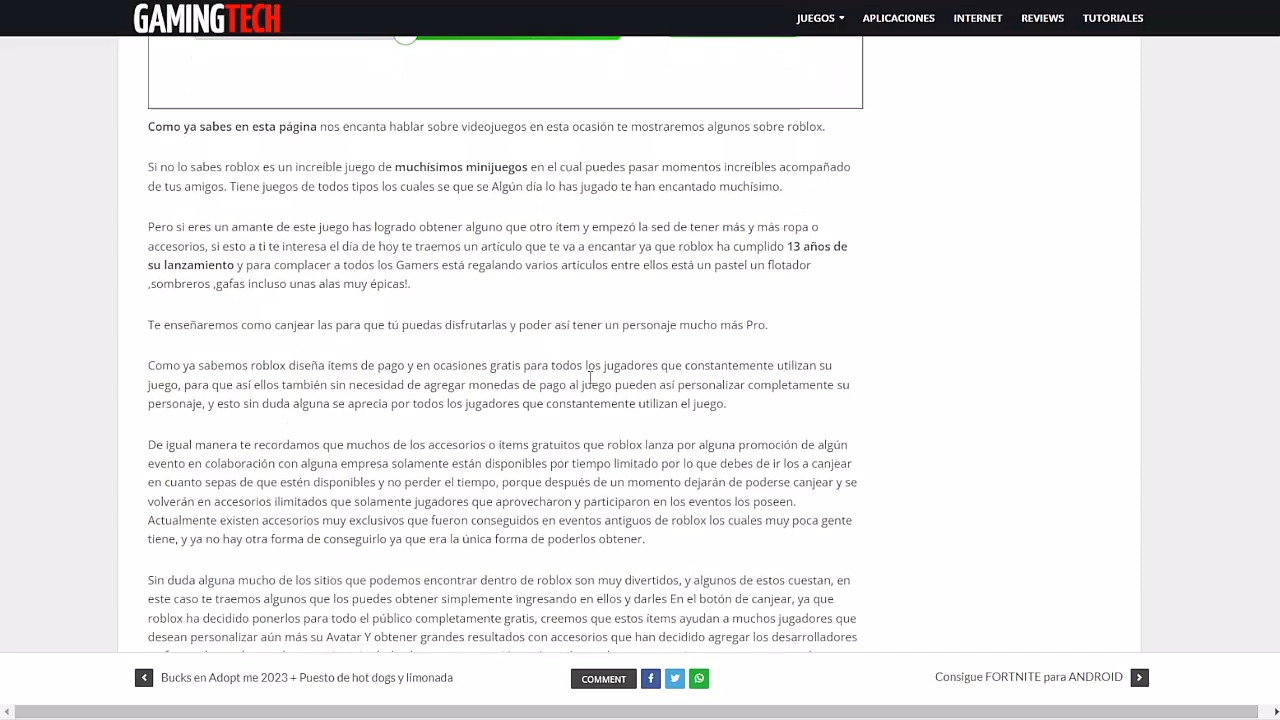 GAMINGTECH
JUEGOS
APLICACIONES
INTERNET
REVIEWS
TUTORIALES
Como ya sabes en esta página nos encanta hablar sobre videojuegos en esta ocasión te mostraremos algunos sobre roblox.
Si no lo sabes roblox es un increíble juego de muchísimos minijuegos en el cual puedes pasar momentos increíbles acompañado
de tus amigos. Tiene juegos de todos tipos los cuales se que se Algún día lo has jugado te han encantado muchísimo.
Pero si eres un amante de este juego has logrado obtener alguno que otro ítem y empezó la sed de tener más y más ropa o
accesorios, si esto a ti te interesa el día de hoy te traemos un artículo que te va a encantar ya que roblox ha cumplido 13 años de
su lanzamiento y para complacer a todos los Gamers está regalando varios artículos entre ellos está un pastel un flotador
,sombreros ,gafas incluso unas alas muy épicas!.
Te enseñaremos como canjear las para que tú puedas disfrutarlas y poder así tener un personaje mucho más Pro.
Como ya sabemos roblox diseña ítems de pago y en ocasiones gratis para todos los jugadores que constantemente utilizan su
juego, para que así ellos también sin necesidad de agregar monedas de pago al juego pueden así personalizar completamente su
personaje, y esto sin duda alguna se aprecia por todos los jugadores que constantemente utilizan el juego.
De igual manera te recordamos que muchos de los accesorios o ítems gratuitos que roblox lanza por alguna promoción de algún
evento en colaboración con alguna empresa solamente están disponibles por tiempo limitado por lo que debes de ir los a canjear
en cuanto sepas de que estén disponibles y no perder el tiempo, porque después de un momento dejarán de poderse canjear y se
volverán en accesorios ilimitados que solamente jugadores que aprovecharon y participaron en los eventos los poseen.
Actualmente existen accesorios muy exclusivos que fueron conseguidos en eventos antiguos de roblox los cuales muy poca gente
tiene, y ya no hay otra forma de conseguirlo ya que era la única forma de poderlos obtener.
Sin duda alguna mucho de los sitios que podemos encontrar dentro de roblox son muy divertidos, y algunos de estos cuestan, en
este caso te traemos algunos que los puedes obtener simplemente ingresando en ellos y darles En el botón de canjear, ya que
roblox ha decidido ponerlos para todo el público completamente gratis, creemos que estos ítems ayudan a muchos jugadores que
desean personalizar aún más su Avatar Y obtener grandes resultados con accesorios que han decidido agregar los desarrolladores
Bucks en Adopt me 2023 + Puesto de hot dogs y limonada
COMMENT
Consigue FORTNITE para ANDROID